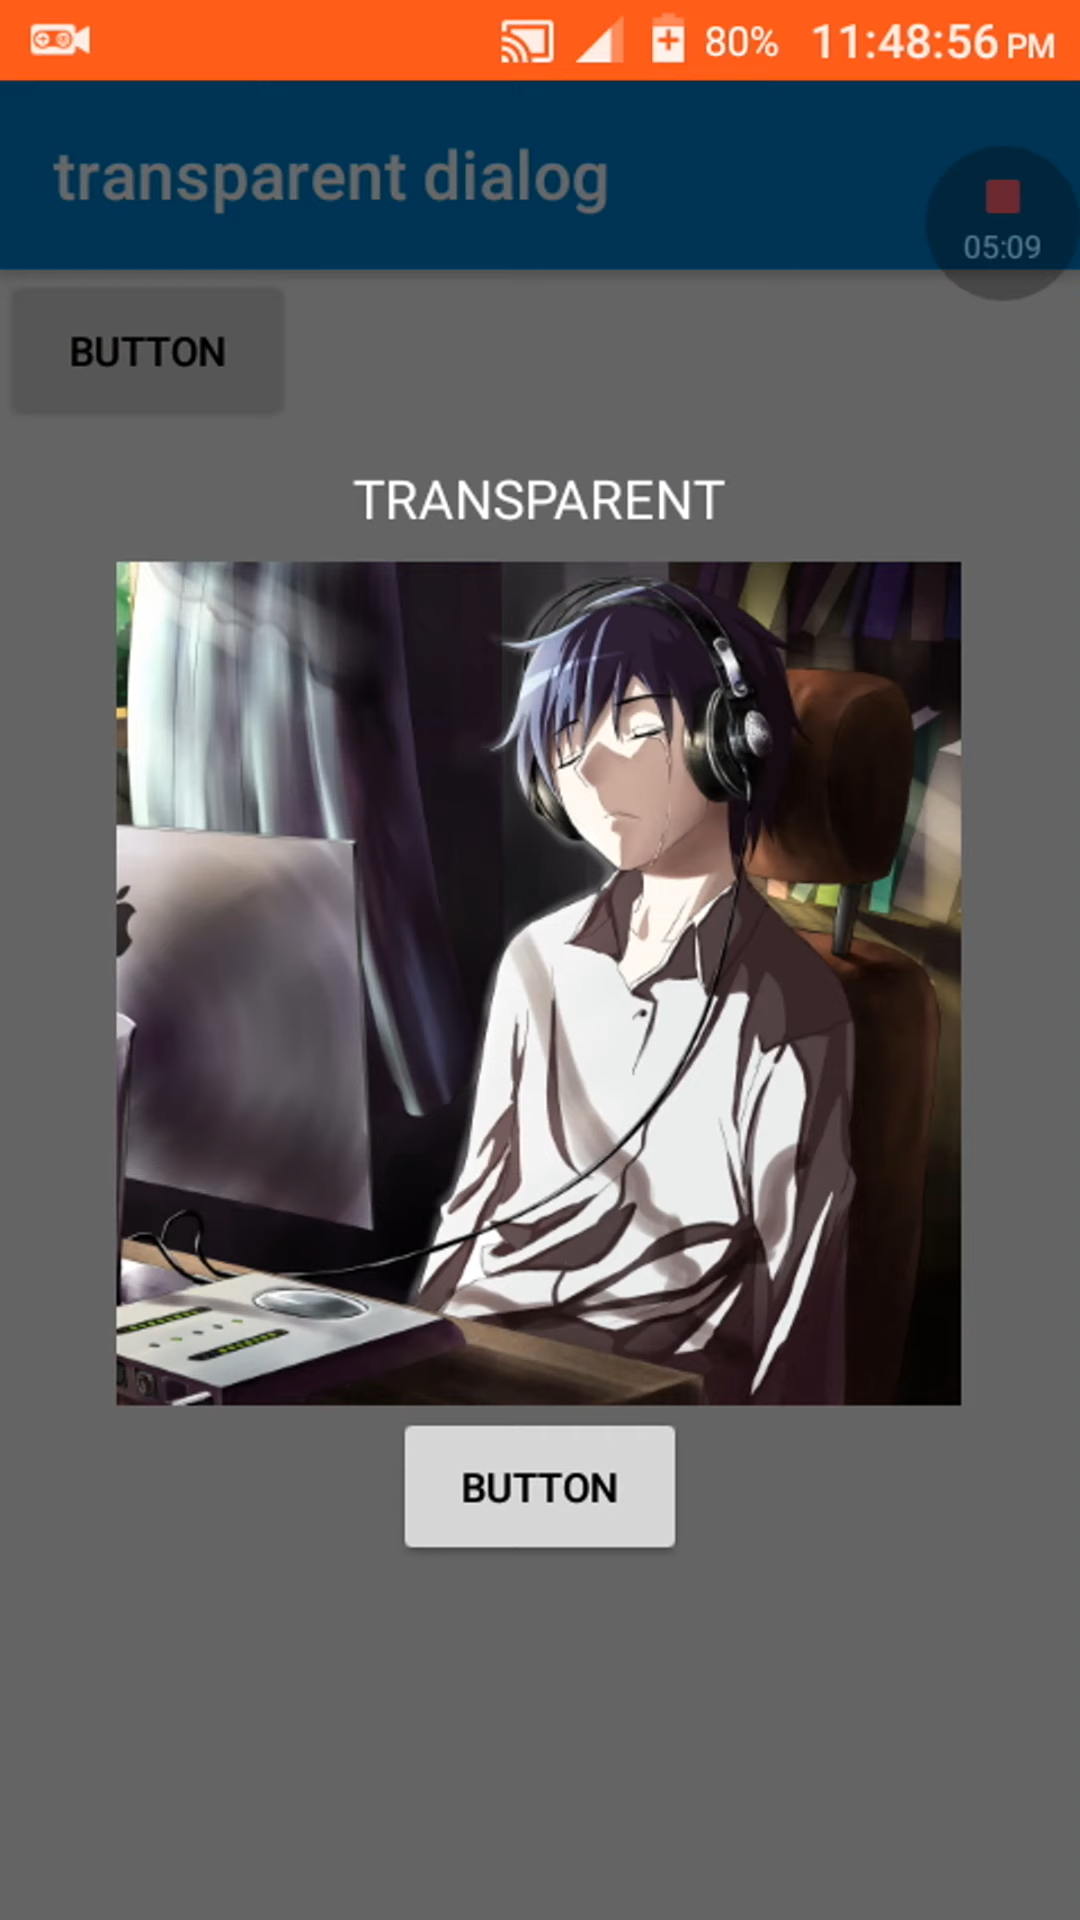 80% 11:48:56 PM
transparent dialog
05:09
BUTTON
TRANSPARENT
BUTTON